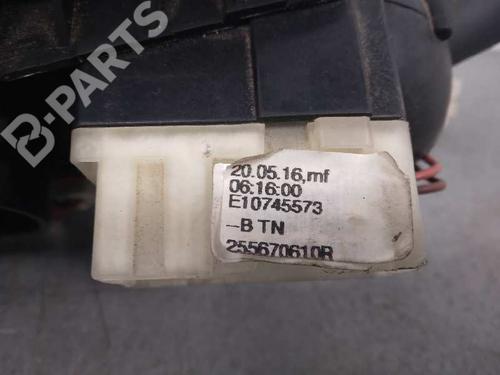 B-PARTS
20.05.16,mf
06:16:00
E10745573
--B TN
255670610R